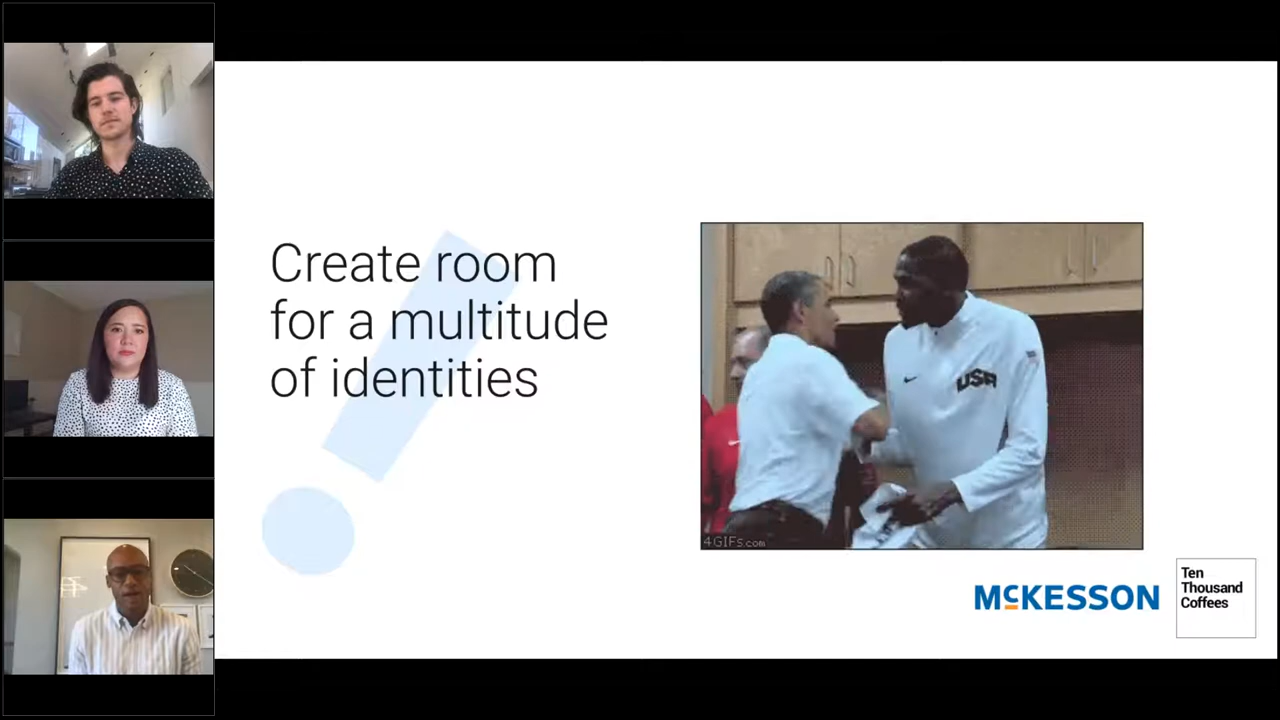 Create room
for a multitude
of identities
USA
4GIFs.com
MCKESSON
Ten
Thousand
Coffees